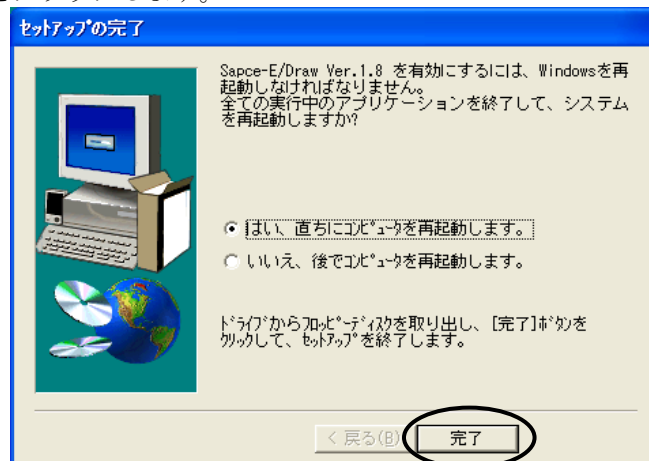 セットアップの完了
Sapce-E/Draw Ver.1.8 を有効にするには、Windowsを再
起動しなければなりません。
全ての実行中のアプリケーションを終了して、システム
を再起動しますか?
はい、直ちにコンピュータを再起動します。
いいえ、後でコンピュータを再起動します。
ドライブからフロッピーディスクを取り出し、[完了]ボタンを
クリックして、セットアップを終了します。
< 戻る(B)
完了